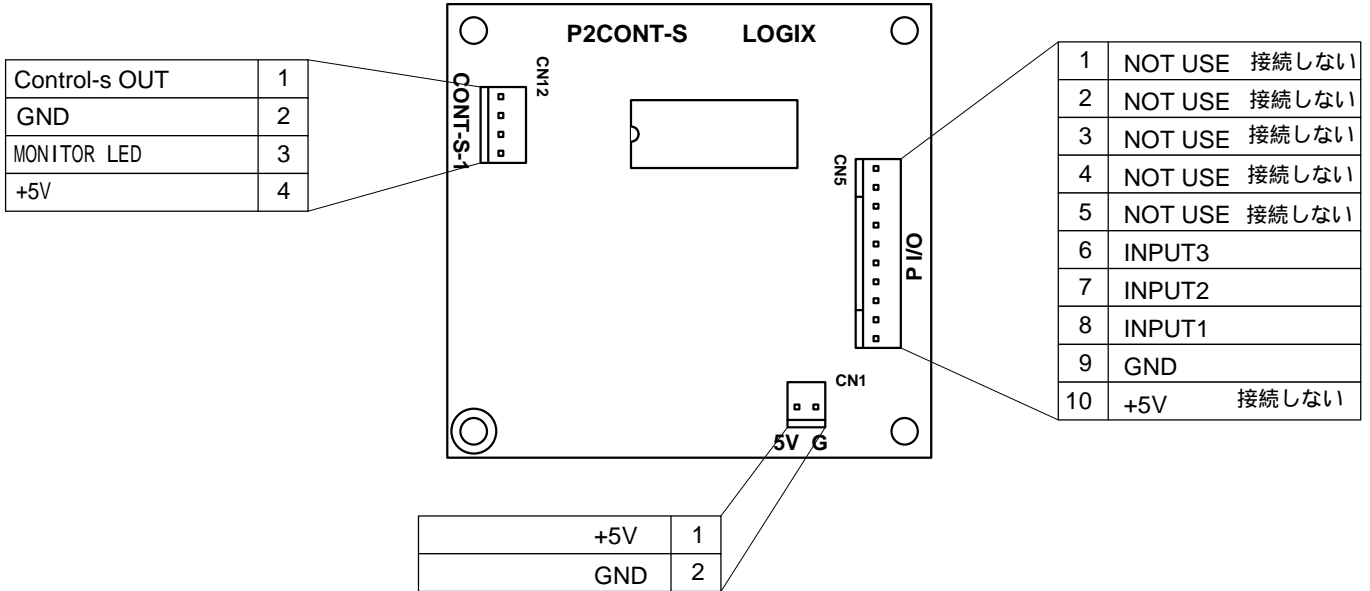 P2CONT-S LOGIX
Control-s OUT 1
GND 2
MONITOR LED 3
+5V 4
CONT-S-1
CN12
CN5
P I/O
1 NOT USE 接続しない
2 NOT USE 接続しない
3 NOT USE 接続しない
4 NOT USE 接続しない
5 NOT USE 接続しない
6 INPUT3
7 INPUT2
8 INPUT1
9 GND
10 +5V 接続しない
CN1
5V G
+5V 1
GND 2